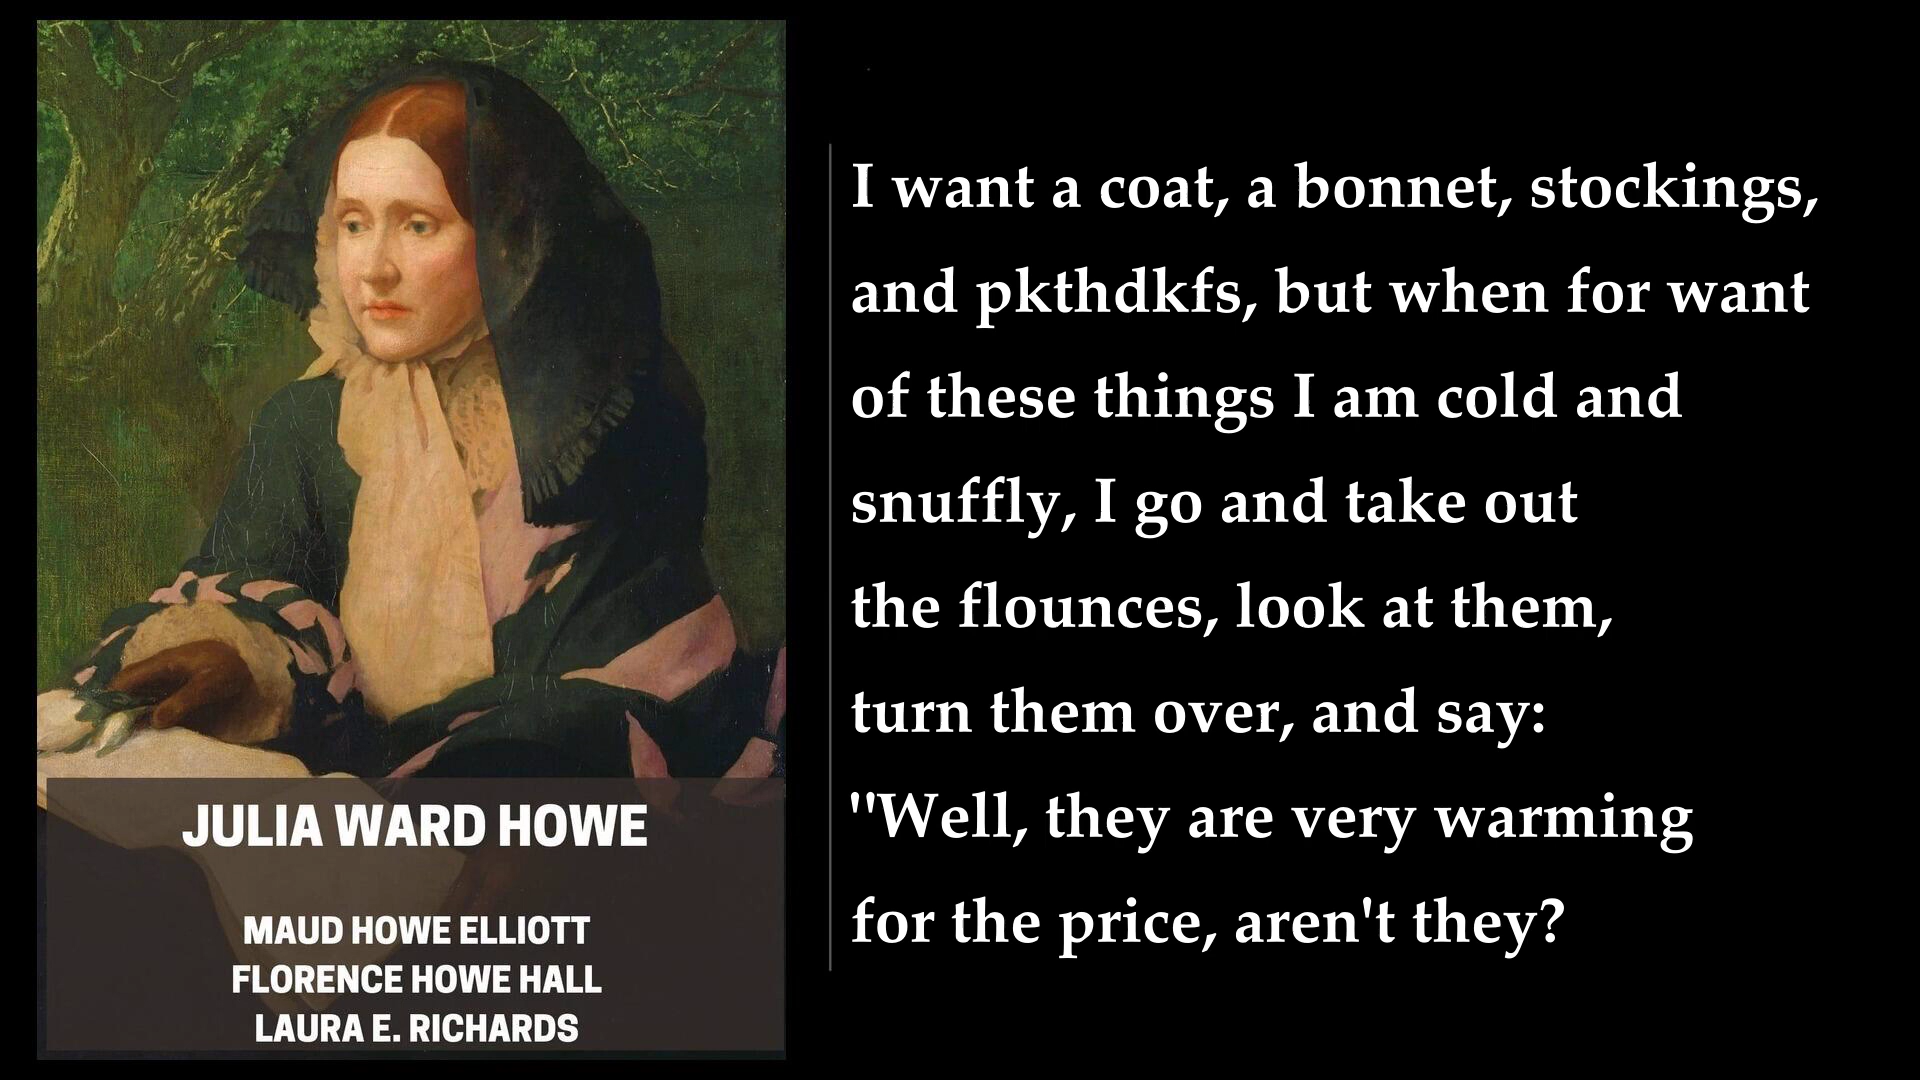 JULIA WARD HOWE
MAUD HOWE ELLIOTT
FLORENCE HOWE HALL
LAURA E. RICHARDS
I want a coat, a bonnet, stockings,
and pkthdkfs, but when for want
of these things I am cold and
snuffly, I go and take out
the flounces, look at them,
turn them over, and say:
"Well, they are very warming
for the price, aren't they?